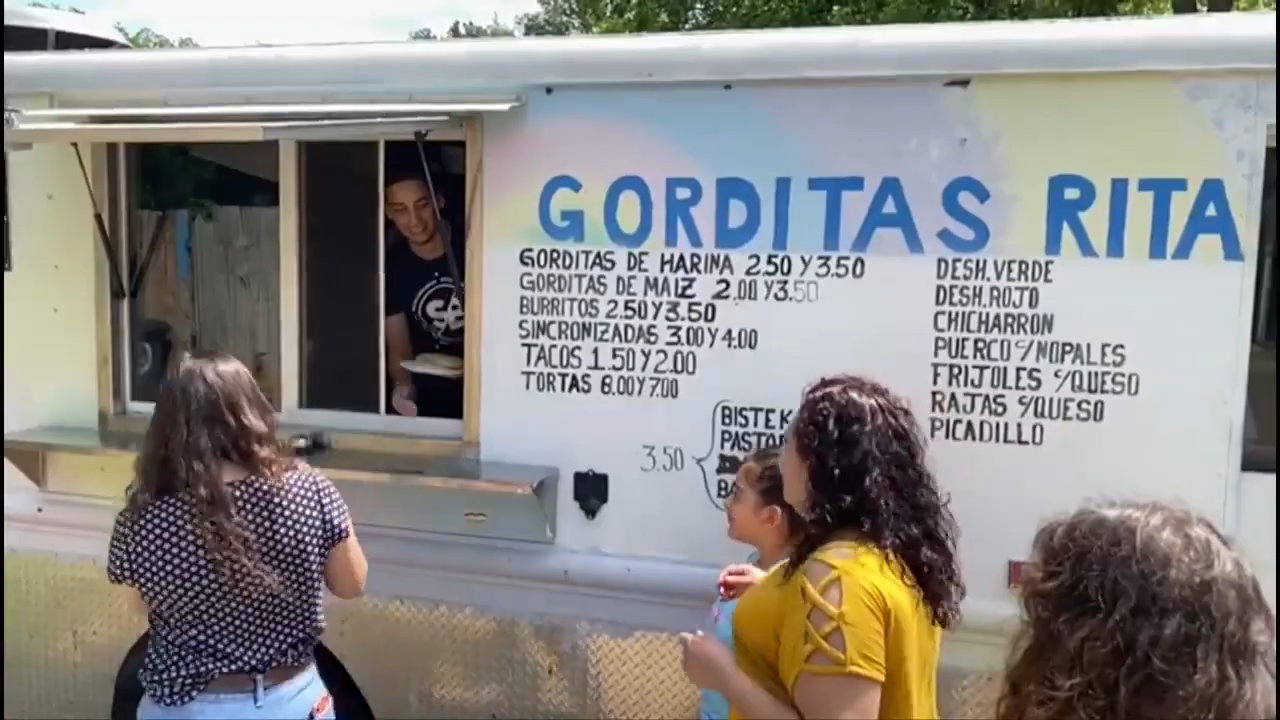 GORDITAS RITA
GORDITAS DE HARINA 2.50 Y 3.50
GORDITAS DE MAIZ 2.00 Y 3.50
BURRITOS 2.50 Y 3.50
SINCRONIZADAS 3.00 Y 4.00
TACOS 1.50 Y 2.00
TORTAS 6.00 Y 7.00
3.50
BISTEK
DESH. VERDE
DESH. ROJO
CHICHARRON
PUERCO C/NOPALES
FRIJOLES C/QUESO
RAJAS C/QUESO
PICADILLO